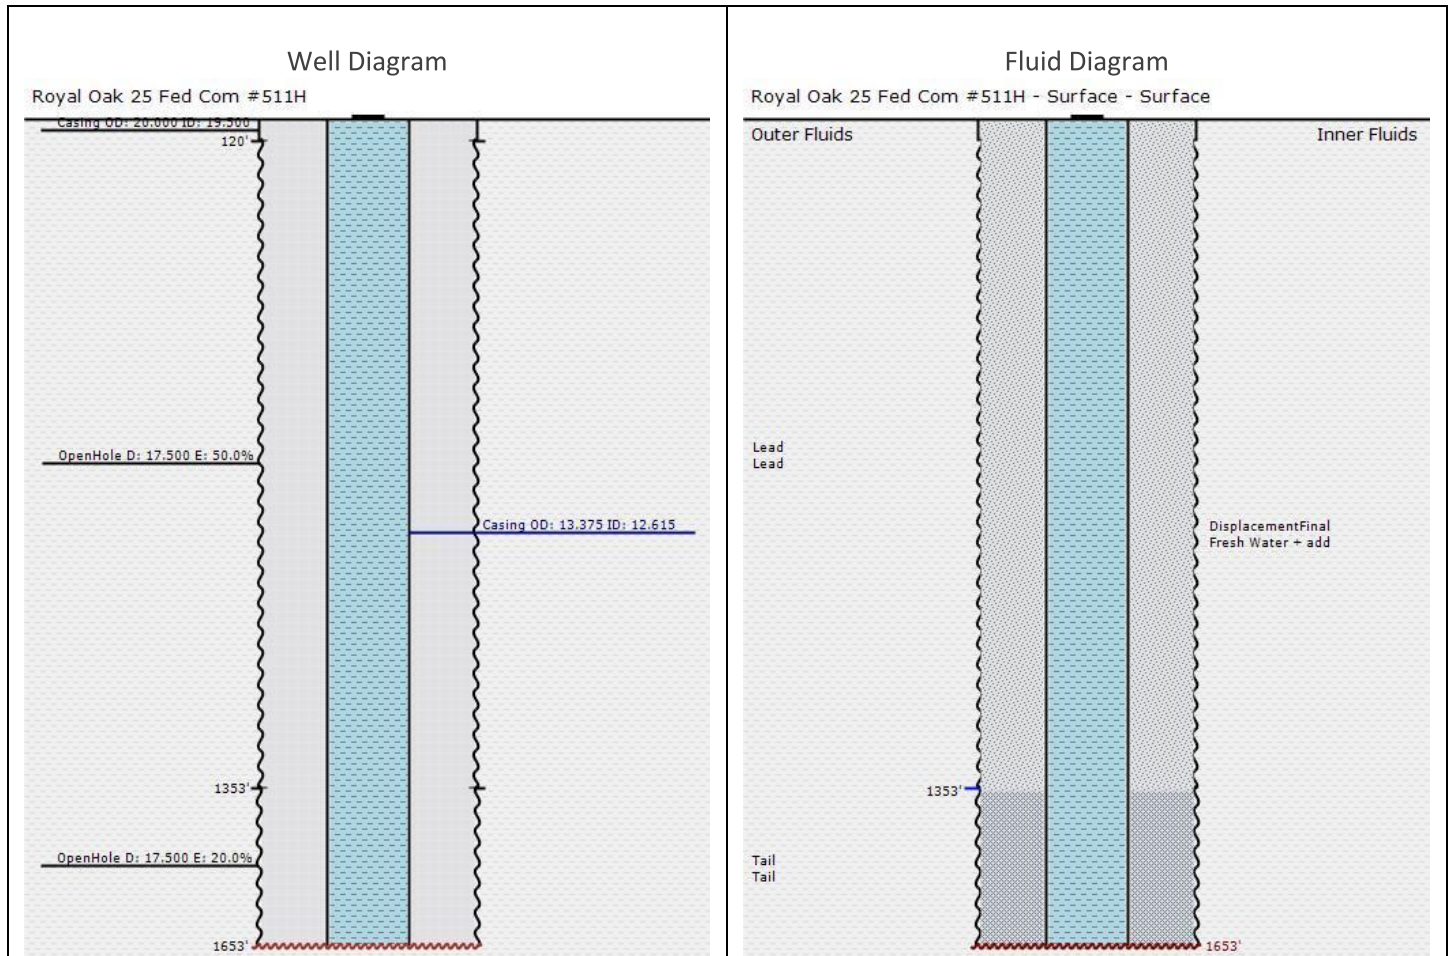 Well Diagram
Royal Oak 25 Fed Com #511H
Casing OD: 20.000 ID: 19.500
120'
OpenHole D: 17.500 E: 50.0%
Casing OD: 13.375 ID: 12.615
1353'
OpenHole D: 17.500 E: 20.0%
1653'
Fluid Diagram
Royal Oak 25 Fed Com #511H - Surface - Surface
Outer Fluids
Inner Fluids
Lead
Lead
DisplacementFinal
Fresh Water + add
1353'
Tail
Tail
1653'